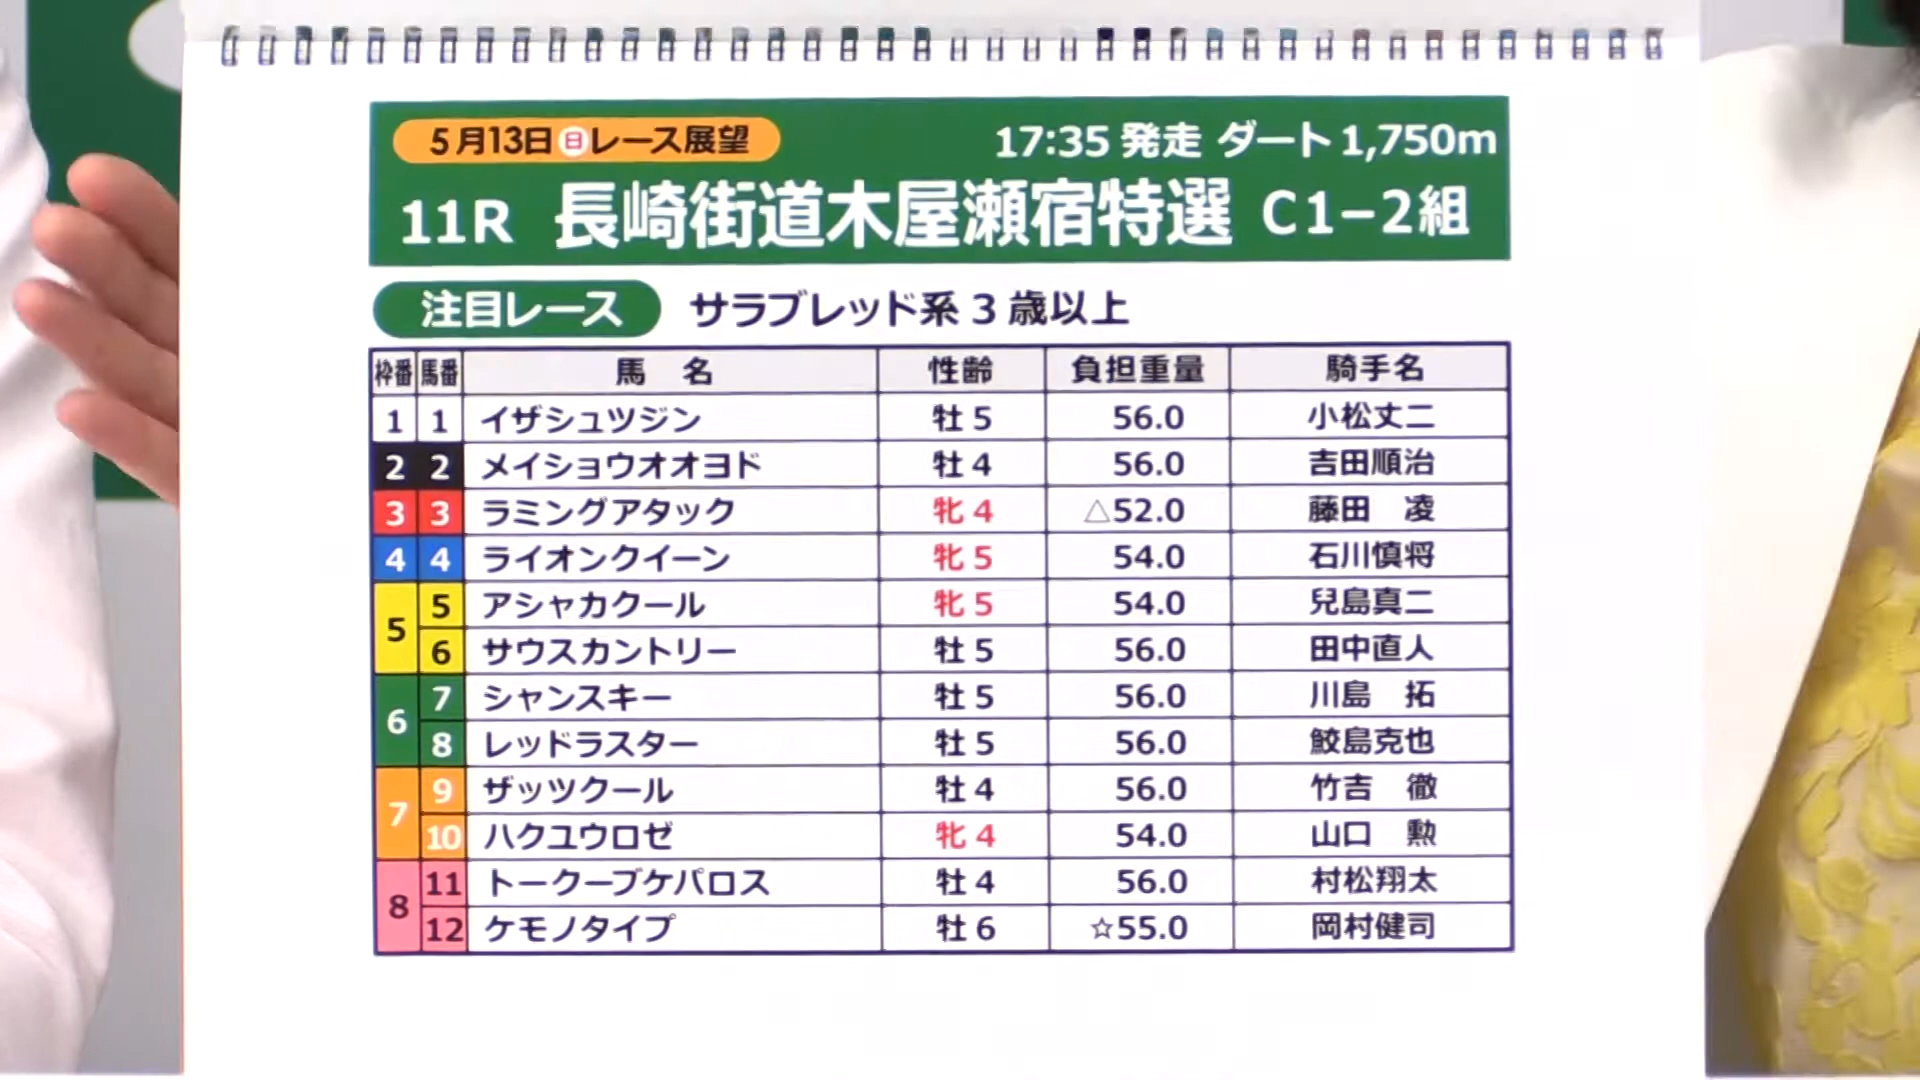 5月13日 日 レース展望
17:35 発走 ダート 1,750m
11R 長崎街道木屋瀬宿特選 C1−2組
注目レース サラブレッド系 3 歳以上
枠番 馬番 馬 名 性齢 負担重量 騎手名
1 1 イザシュツジン 牡 5 56.0 小松丈二
2 2 メイショウオオヨド 牡 4 56.0 吉田順治
3 3 ラミングアタック 牝 4 △52.0 藤田 凌
4 4 ライオンクイーン 牝 5 54.0 石川慎将
5 5 アシャカクール 牝 5 54.0 兒島真二
6 サウスカントリー 牡 5 56.0 田中直人
6 7 シャンスキー 牡 5 56.0 川島 拓
8 レッドラスター 牡 5 56.0 鮫島克也
7 9 ザッツクール 牡 4 56.0 竹吉 徹
10 ハクユウロゼ 牝 4 54.0 山口 勲
8 11 トークーブケパロス 牡 4 56.0 村松翔太
12 ケモノタイプ 牡 6 ☆55.0 岡村健司